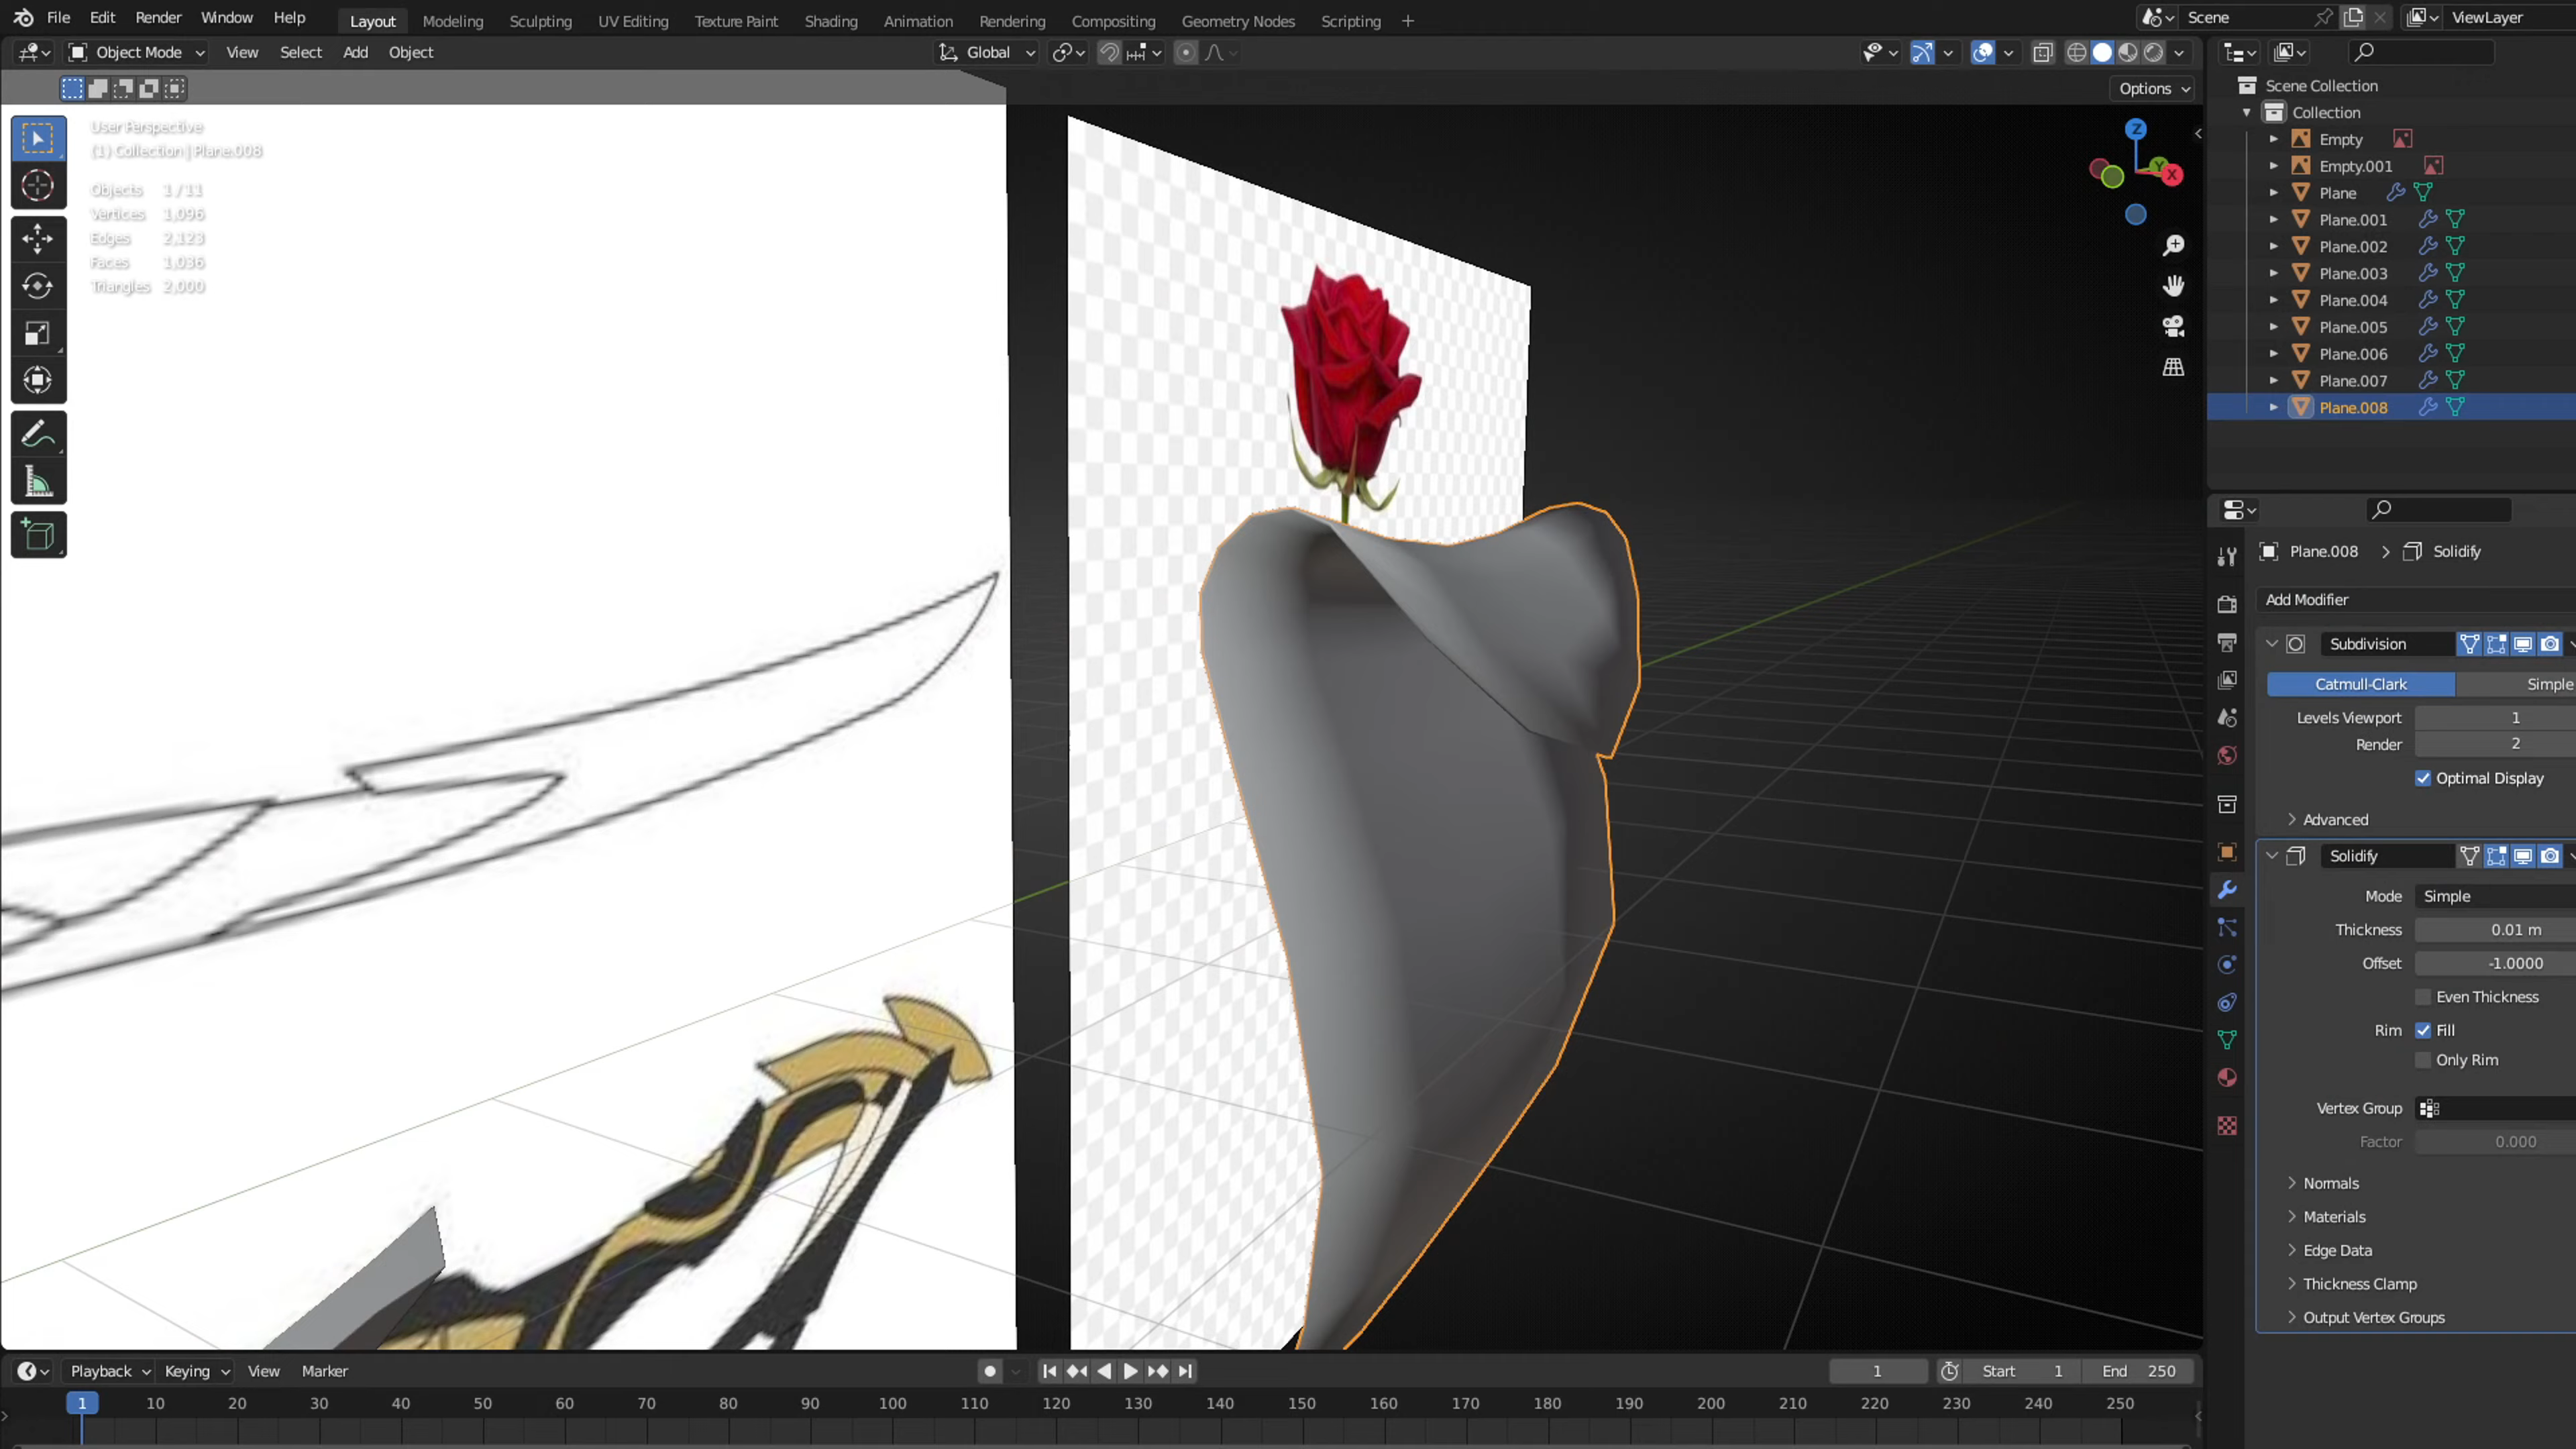 File Edit Render Window Help Layout Modeling Sculpting UV Editing Texture Paint Shading Animation Rendering Compositing Geometry Nodes Scripting + Scene ViewLayer
Object Mode View Select Add Object Global
Options
User Perspective
(1) Collection | Plane.008
Objects 1/11
Vertices 1,096
Edges 2,123
Faces 1,036
Triangles 2,000
Z
Y
X
Scene Collection
Collection
Empty
Empty.001
Plane
Plane.001
Plane.002
Plane.003
Plane.004
Plane.005
Plane.006
Plane.007
Plane.008
Plane.008 > Solidify
Add Modifier
Subdivision
Catmull-Clark Simple
Levels Viewport 1
Render 2
Optimal Display
Advanced
Solidify
Mode Simple
Thickness 0.01 m
Offset -1.0000
Even Thickness
Rim Fill
Only Rim
Vertex Group
Factor 0.000
Normals
Materials
Edge Data
Thickness Clamp
Output Vertex Groups
Playback Keying View Marker 1 Start 1 End 250
1 10 20 30 40 50 60 70 80 90 100 110 120 130 140 150 160 170 180 190 200 210 220 230 240 250